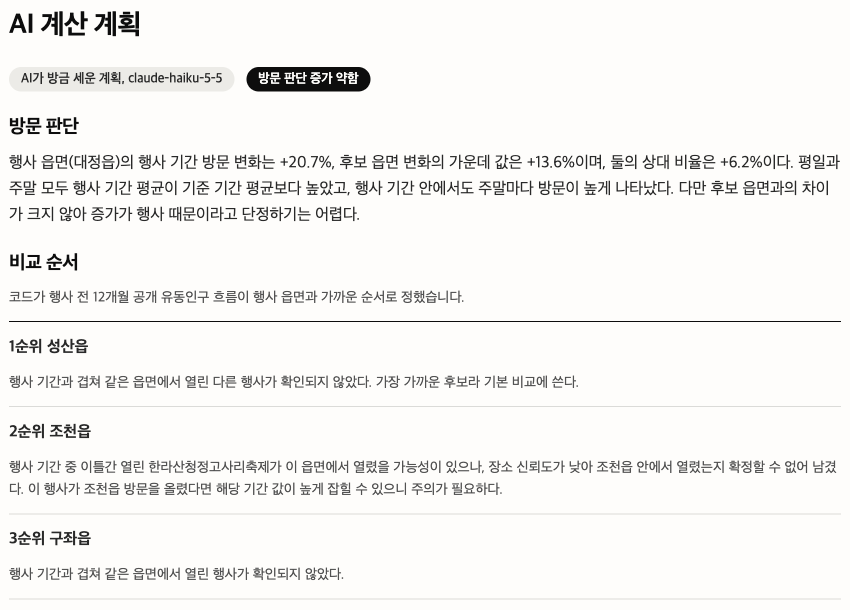 AI 계산 계획
AI가 방금 세운 계획, claude-haiku-5-5
방문 판단 증가 약함
방문 판단
행사 읍면(대정읍)의 행사 기간 방문 변화는 +20.7%, 후보 읍면 변화의 가운데 값은 +13.6%이며, 둘의 상대 비율은 +6.2%이다. 평일과
주말 모두 행사 기간 평균이 기준 기간 평균보다 높았고, 행사 기간 안에서도 주말마다 방문이 높게 나타났다. 다만 후보 읍면과의 차이
가 크지 않아 증가가 행사 때문이라고 단정하기는 어렵다.
비교 순서
코드가 행사 전 12개월 공개 유동인구 흐름이 행사 읍면과 가까운 순서로 정했습니다.
1순위 성산읍
행사 기간과 겹쳐 같은 읍면에서 열린 다른 행사가 확인되지 않았다. 가장 가까운 후보라 기본 비교에 쓴다.
2순위 조천읍
행사 기간 중 이틀간 열린 한라산청정고사리축제가 이 읍면에서 열렸을 가능성이 있으나, 장소 신뢰도가 낮아 조천읍 안에서 열렸는지 확정할 수 없어 남겼
다. 이 행사가 조천읍 방문을 올렸다면 해당 기간 값이 높게 잡힐 수 있으니 주의가 필요하다.
3순위 구좌읍
행사 기간과 겹쳐 같은 읍면에서 열린 행사가 확인되지 않았다.